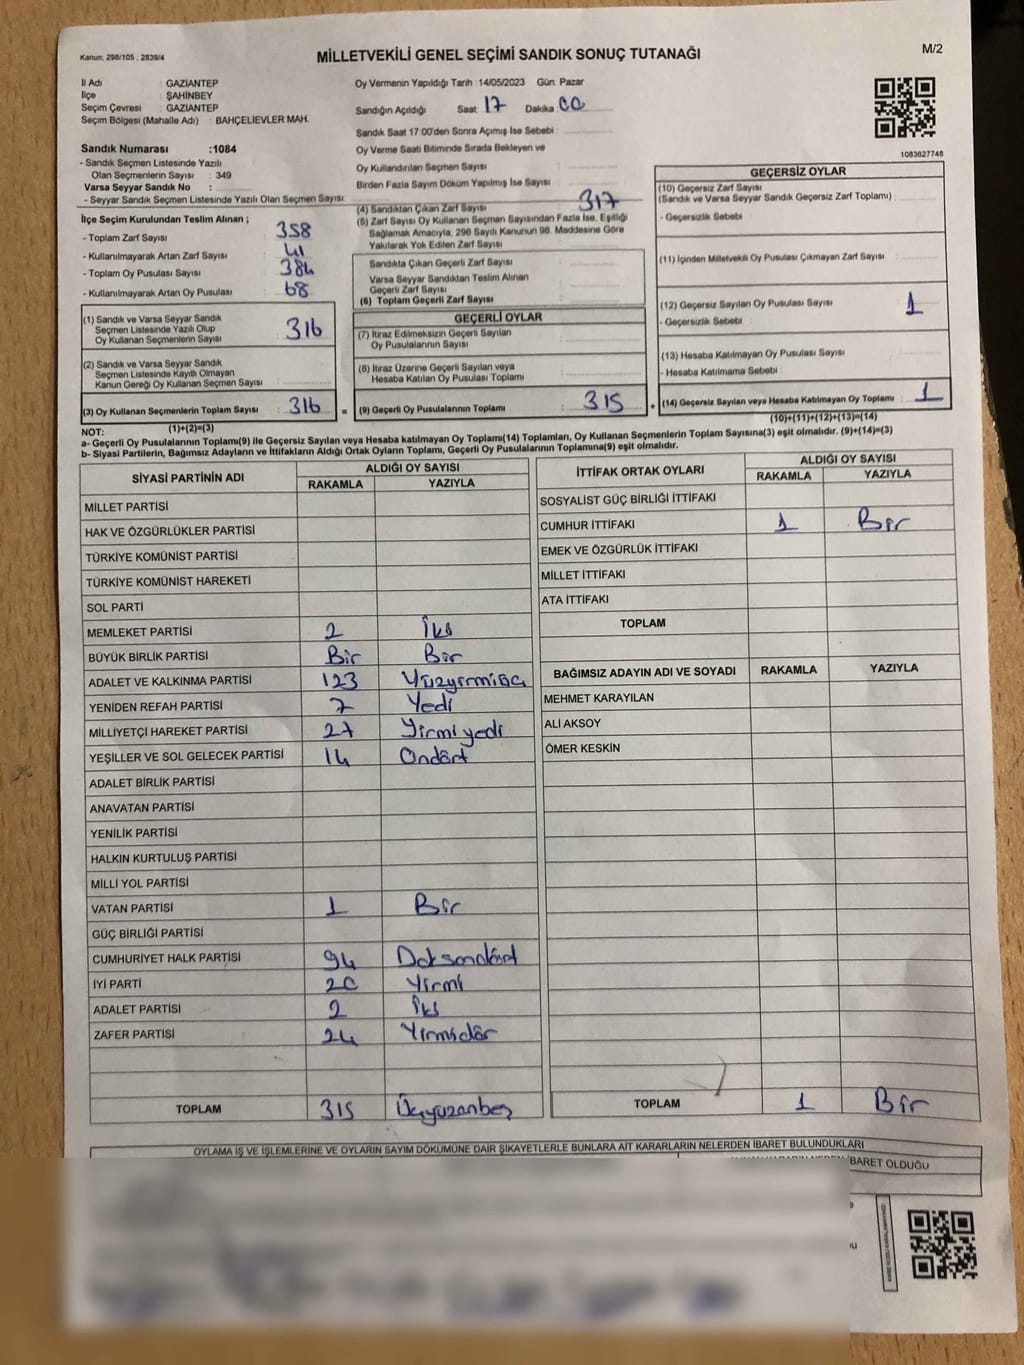 Kanun: 298/105 , 2839/4
MİLLETVEKİLİ GENEL SEÇİMİ SANDIK SONUÇ TUTANAĞI
M/2
İl Adı : GAZİANTEP
İlçe : ŞAHİNBEY
Seçim Çevresi : GAZİANTEP
Seçim Bölgesi (Mahalle Adı) : BAHÇELİEVLER MAH.
Sandık Numarası :1084
- Sandık Seçmen Listesinde Yazılı
Olan Seçmenlerin Sayısı : 349
Varsa Seyyar Sandık No :
- Seyyar Sandık Seçmen Listesinde Yazılı Olan Seçmen Sayısı
Oy Vermenin Yapıldığı Tarih :14/05/2023 Gün: Pazar
Sandığın Açıldığı Saat 17 Dakika 00
Sandık Saat 17:00'den Sonra Açımış İse Sebebi :
Oy Verme Saati Bitiminde Sırada Bekleyen ve
Oy Kullandırılan Seçmen Sayısı :
Birden Fazla Sayım Döküm Yapılmış İse Sayısı :
1083627748
İlçe Seçim Kurulundan Teslim Alınan ;
- Toplam Zarf Sayısı : 358
- Kullanılmayarak Artan Zarf Sayısı : 41
- Toplam Oy Pusulası Sayısı : 384
- Kullanılmayarak Artan Oy Pusulası : 68
(1) Sandık ve Varsa Seyyar Sandık
Seçmen Listesinde Yazılı Olup
Oy Kullanan Seçmenlerin Sayısı : 316
(2) Sandık ve Varsa Seyyar Sandık
Seçmen Listesinde Kayıtlı Olmayan
Kanun Gereği Oy Kullanan Seçmen Sayısı :
(3) Oy Kullanan Seçmenlerin Toplam Sayısı : 316 =
(1)+(2)=(3)
(4) Sandıktan Çıkan Zarf Sayısı : 317
(5) Zarf Sayısı Oy Kullanan Seçmen Sayısından Fazla İse, Eşitliği
Sağlamak Amacıyla, 298 Sayılı Kanunun 98. Maddesine Göre
Yakılarak Yok Edilen Zarf Sayısı :
Sandıkta Çıkan Geçerli Zarf Sayısı :
Varsa Seyyar Sandıktan Teslim Alınan
Geçerli Zarf Sayısı :
(6) Toplam Geçerli Zarf Sayısı :
GEÇERLİ OYLAR
(7) İtiraz Edilmeksizin Geçerli Sayılan
Oy Pusulalarının Sayısı :
(8) İtiraz Üzerine Geçerli Sayılan veya
Hesaba Katılan Oy Pusulası Toplamı :
(9) Geçerli Oy Pusulalarının Toplamı : 315 +
GEÇERSİZ OYLAR
(10) Geçersiz Zarf Sayısı
(Sandık ve Varsa Seyyar Sandık Geçersiz Zarf Toplamı) :
- Geçersizlik Sebebi :
(11) İçinden Milletvekili Oy Pusulası Çıkmayan Zarf Sayısı :
(12) Geçersiz Sayılan Oy Pusulası Sayısı : 1
- Geçersizlik Sebebi :
(13) Hesaba Katılmayan Oy Pusulası Sayısı :
- Hesaba Katılmama Sebebi :
(14) Geçersiz Sayılan veya Hesaba Katılmayan Oy Toplamı : 1
(10)+(11)+(12)+(13)=(14)
NOT:
a- Geçerli Oy Pusulalarının Toplamı(9) ile Geçersiz Sayılan veya Hesaba katılmayan Oy Toplamı(14) Toplamları, Oy Kullanan Seçmenlerin Toplam Sayısına(3) eşit olmalıdır. (9)+(14)=(3)
b- Siyasi Partilerin, Bağımsız Adayların ve İttifakların Aldığı Ortak Oyların Toplamı, Geçerli Oy Pusulalarının Toplamına(9) eşit olmalıdır.
SİYASİ PARTİNİN ADI
ALDIĞI OY SAYISI
RAKAMLA YAZIYLA
MİLLET PARTİSİ
HAK VE ÖZGÜRLÜKLER PARTİSİ
TÜRKİYE KOMÜNİST PARTİSİ
TÜRKİYE KOMÜNİST HAREKETİ
SOL PARTİ
MEMLEKET PARTİSİ 2 İki
BÜYÜK BİRLİK PARTİSİ Bir Bir
ADALET VE KALKINMA PARTİSİ 123 Yüzyirmiüç
YENİDEN REFAH PARTİSİ 7 Yedi
MİLLİYETÇİ HAREKET PARTİSİ 27 Yirmi yedi
YEŞİLLER VE SOL GELECEK PARTİSİ 14 Ondört
ADALET BİRLİK PARTİSİ
ANAVATAN PARTİSİ
YENİLİK PARTİSİ
HALKIN KURTULUŞ PARTİSİ
MİLLİ YOL PARTİSİ
VATAN PARTİSİ 1 Bir
GÜÇ BİRLİĞİ PARTİSİ
CUMHURİYET HALK PARTİSİ 94 Doksandört
İYİ PARTİ 20 Yirmi
ADALET PARTİSİ 2 İki
ZAFER PARTİSİ 24 Yirmidör
TOPLAM 315 Üçyüzonbeş
İTTİFAK ORTAK OYLARI
ALDIĞI OY SAYISI
RAKAMLA YAZIYLA
SOSYALİST GÜÇ BİRLİĞİ İTTİFAKI
CUMHUR İTTİFAKI 1 Bir
EMEK VE ÖZGÜRLÜK İTTİFAKI
MİLLET İTTİFAKI
ATA İTTİFAKI
TOPLAM
BAĞIMSIZ ADAYIN ADI VE SOYADI RAKAMLA YAZIYLA
MEHMET KARAYILAN
ALİ AKSOY
ÖMER KESKİN
TOPLAM 1 Bir
OYLAMA İŞ VE İŞLEMLERİNE VE OYLARIN SAYIM DÖKÜMÜNE DAİR ŞİKAYETLERLE BUNLARA AİT KARARLARIN NELERDEN İBARET BULUNDUKLARI
İBARET OLDUĞU